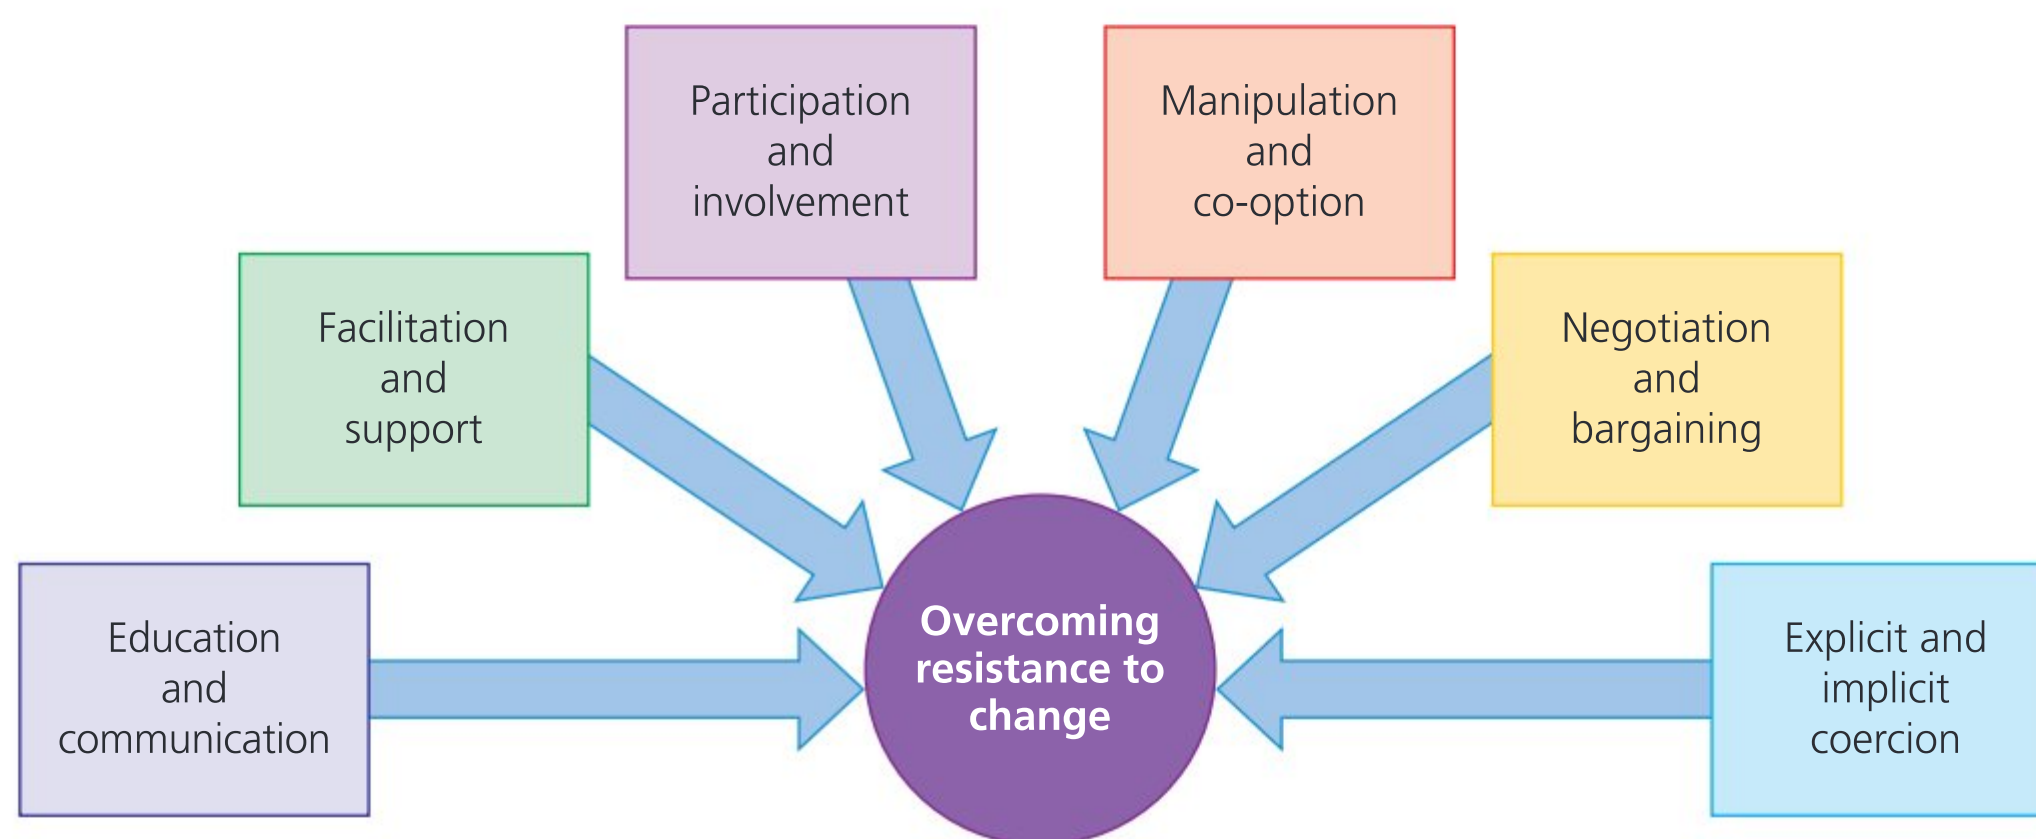 Participation
and
involvement
Manipulation
and
co-option
Facilitation
and
support
Negotiation
and
bargaining
Education
and
communication
Overcoming
resistance to
change
Explicit and
implicit
coercion